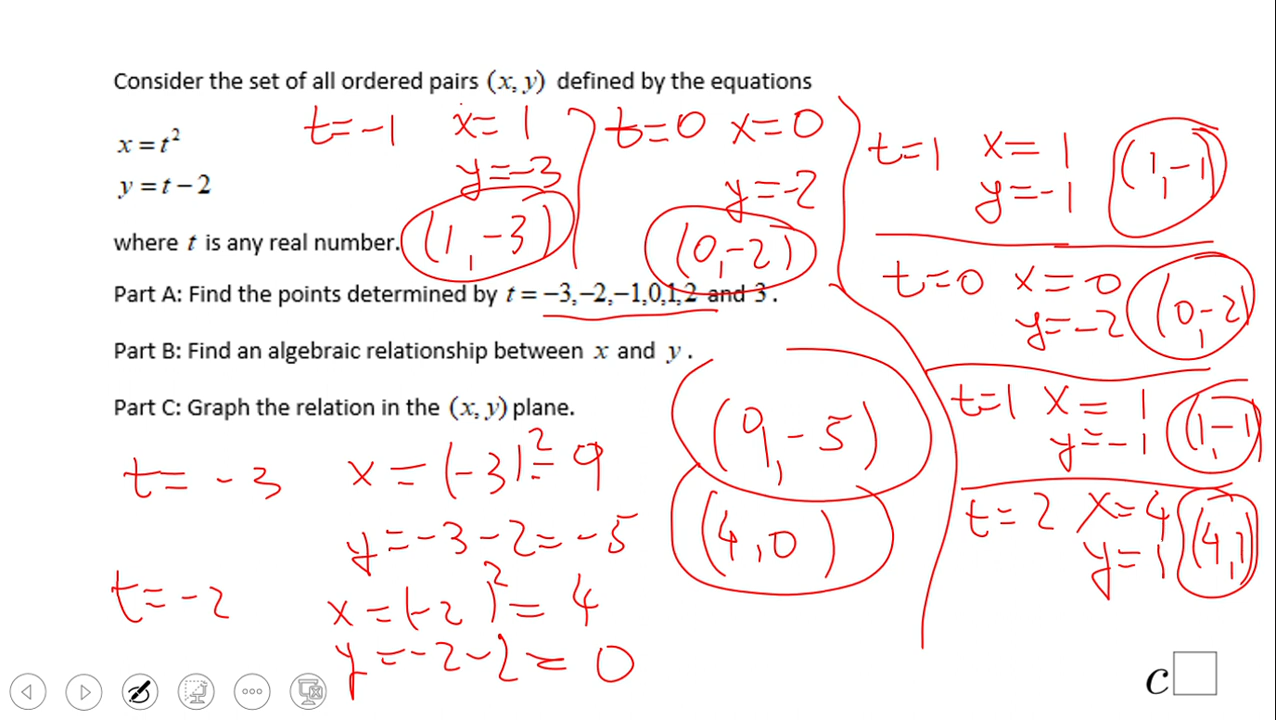 Consider the set of all ordered pairs (x, y) defined by the equations
x = t²
y = t − 2
where t is any real number.
Part A: Find the points determined by t = −3,−2,−1,0,1,2 and 3.
Part B: Find an algebraic relationship between x and y.
Part C: Graph the relation in the (x, y) plane.
t=-1 x=1
y=-3
(1,-3)
t=0 x=0
y=-2
(0,-2)
t=1 x=1
y=-1
(1,-1)
t=0 x=0
y=-2
(0,-2)
t=1 x=1
y=-1
(1,-1)
t=2 x=4
y=1
(4,1)
t=-3 x=(-3)²=9
y=-3-2=-5
(9,-5)
t=-2 x=(-2)²=4
y=-2-2=0
(4,0)
c